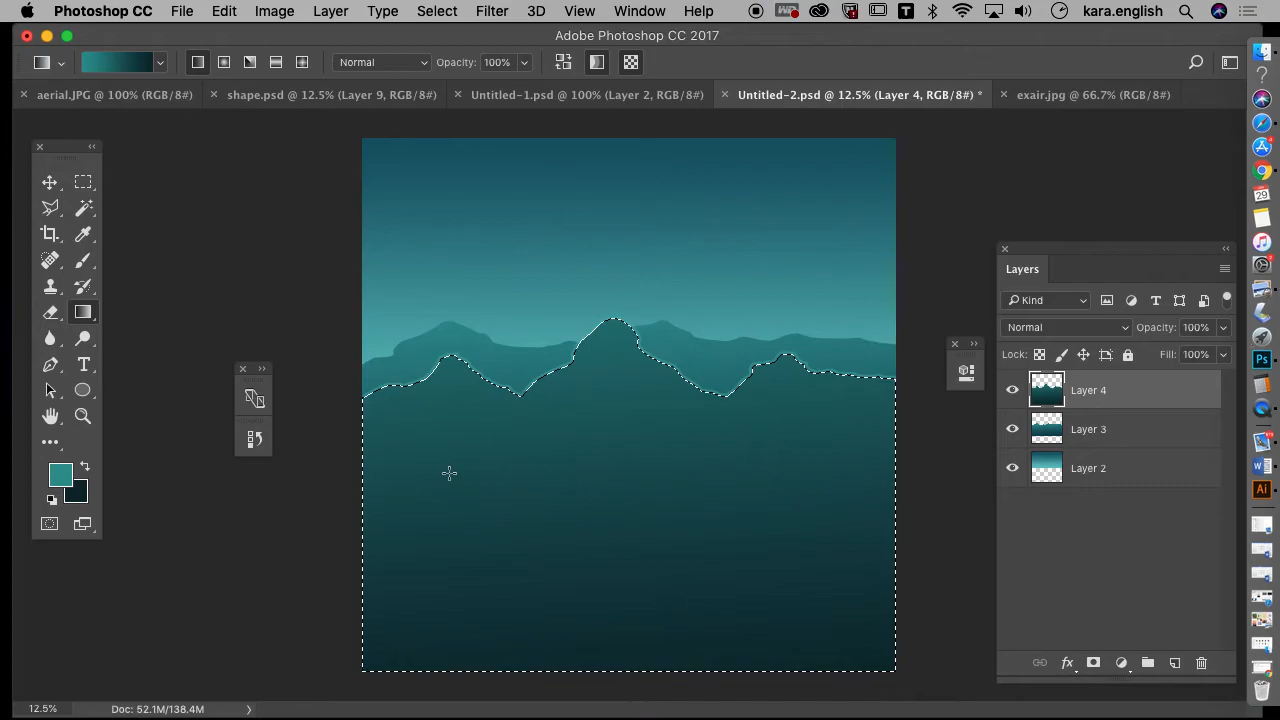 Photoshop CC File Edit Image Layer Type Select Filter 3D View Window Help kara.english
Adobe Photoshop CC 2017
Normal Opacity: 100%
aerial.JPG @ 100% (RGB/8#) shape.psd @ 12.5% (Layer 9, RGB/8#) Untitled-1.psd @ 100% (Layer 2, RGB/8#) Untitled-2.psd @ 12.5% (Layer 4, RGB/8#) * exair.jpg @ 66.7% (RGB/8#)
Layers
Kind
Normal Opacity: 100%
Lock: Fill: 100%
Layer 4
Layer 3
Layer 2
12.5% Doc: 52.1M/138.4M